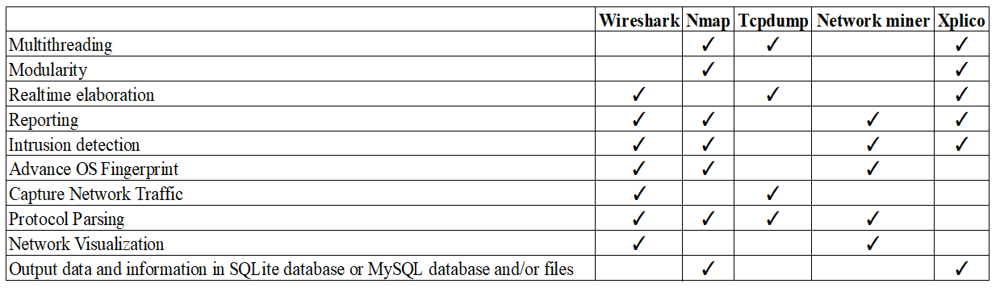 Wireshark Nmap Tcpdump Network miner Xplico
Multithreading ✓ ✓ ✓
Modularity ✓ ✓
Realtime elaboration ✓ ✓ ✓
Reporting ✓ ✓ ✓ ✓
Intrusion detection ✓ ✓ ✓ ✓
Advance OS Fingerprint ✓ ✓ ✓
Capture Network Traffic ✓ ✓
Protocol Parsing ✓ ✓ ✓ ✓
Network Visualization ✓ ✓
Output data and information in SQLite database or MySQL database and/or files ✓ ✓